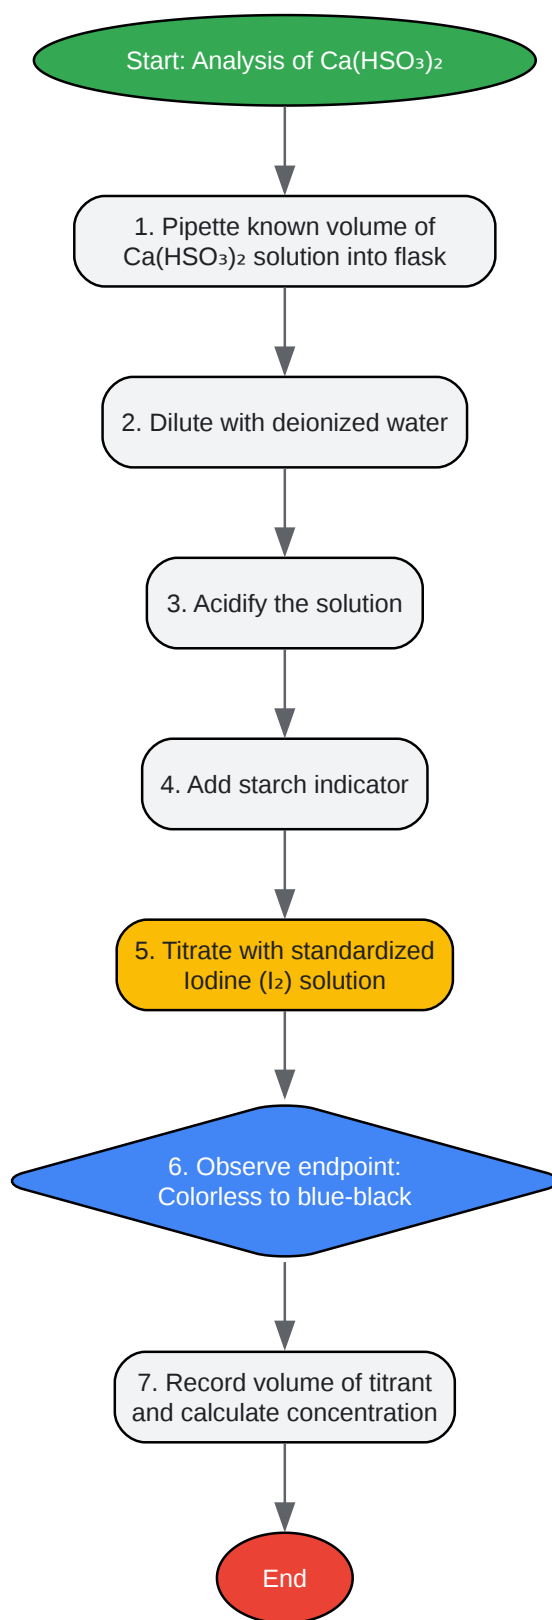 Start: Analysis of Ca(HSO₃)₂
1. Pipette known volume of
Ca(HSO₃)₂ solution into flask
2. Dilute with deionized water
3. Acidify the solution
4. Add starch indicator
5. Titrate with standardized
Iodine (I₂) solution
6. Observe endpoint:
Colorless to blue-black
7. Record volume of titrant
and calculate concentration
End